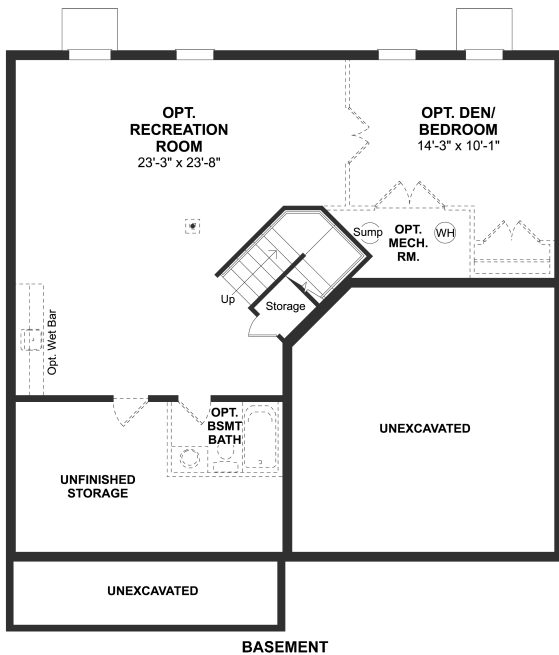 OPT.
RECREATION
ROOM
23'-3" x 23'-8"
OPT. DEN/
BEDROOM
14'-3" x 10'-1"
Sump
OPT.
MECH.
RM.
WH
Up
Storage
Opt. Wet Bar
OPT.
BSMT
BATH
UNFINISHED
STORAGE
UNEXCAVATED
UNEXCAVATED
BASEMENT